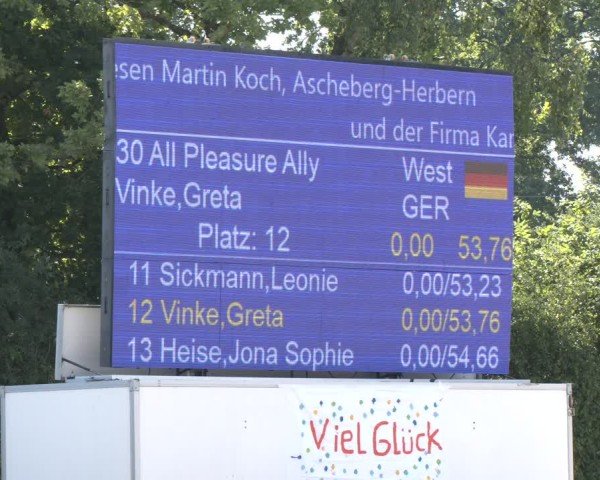 esen Martin Koch, Ascheberg-Herbern
und der Firma Kar
30 All Pleasure Ally West
Vinke,Greta GER
Platz: 12 0,00 53,76
11 Sickmann,Leonie 0,00/53,23
12 Vinke,Greta 0,00/53,76
13 Heise,Jona Sophie 0,00/54,66
Viel Glück